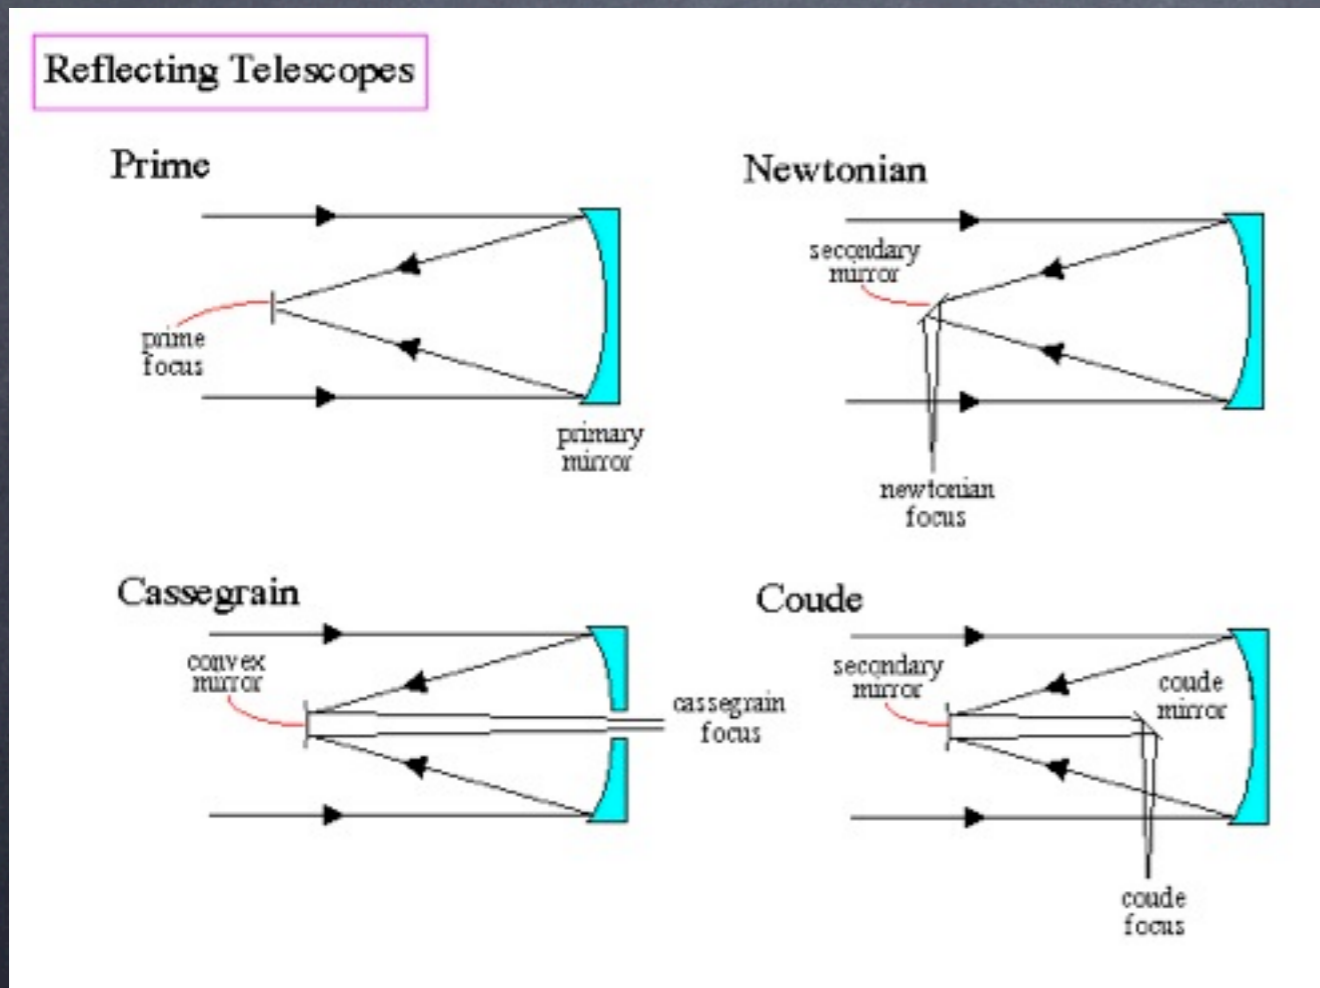 Reflecting Telescopes
Prime
prime
focus
primary
mirror
Newtonian
secondary
mirror
newtonian
focus
Cassegrain
convex
mirror
cassegrain
focus
Coude
secondary
mirror
coude
mirror
coude
focus